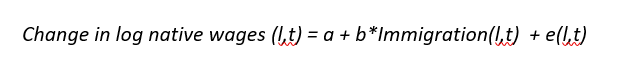 Change in log native wages (l,t) = a + b*Immigration(l,t) + e(l,t)